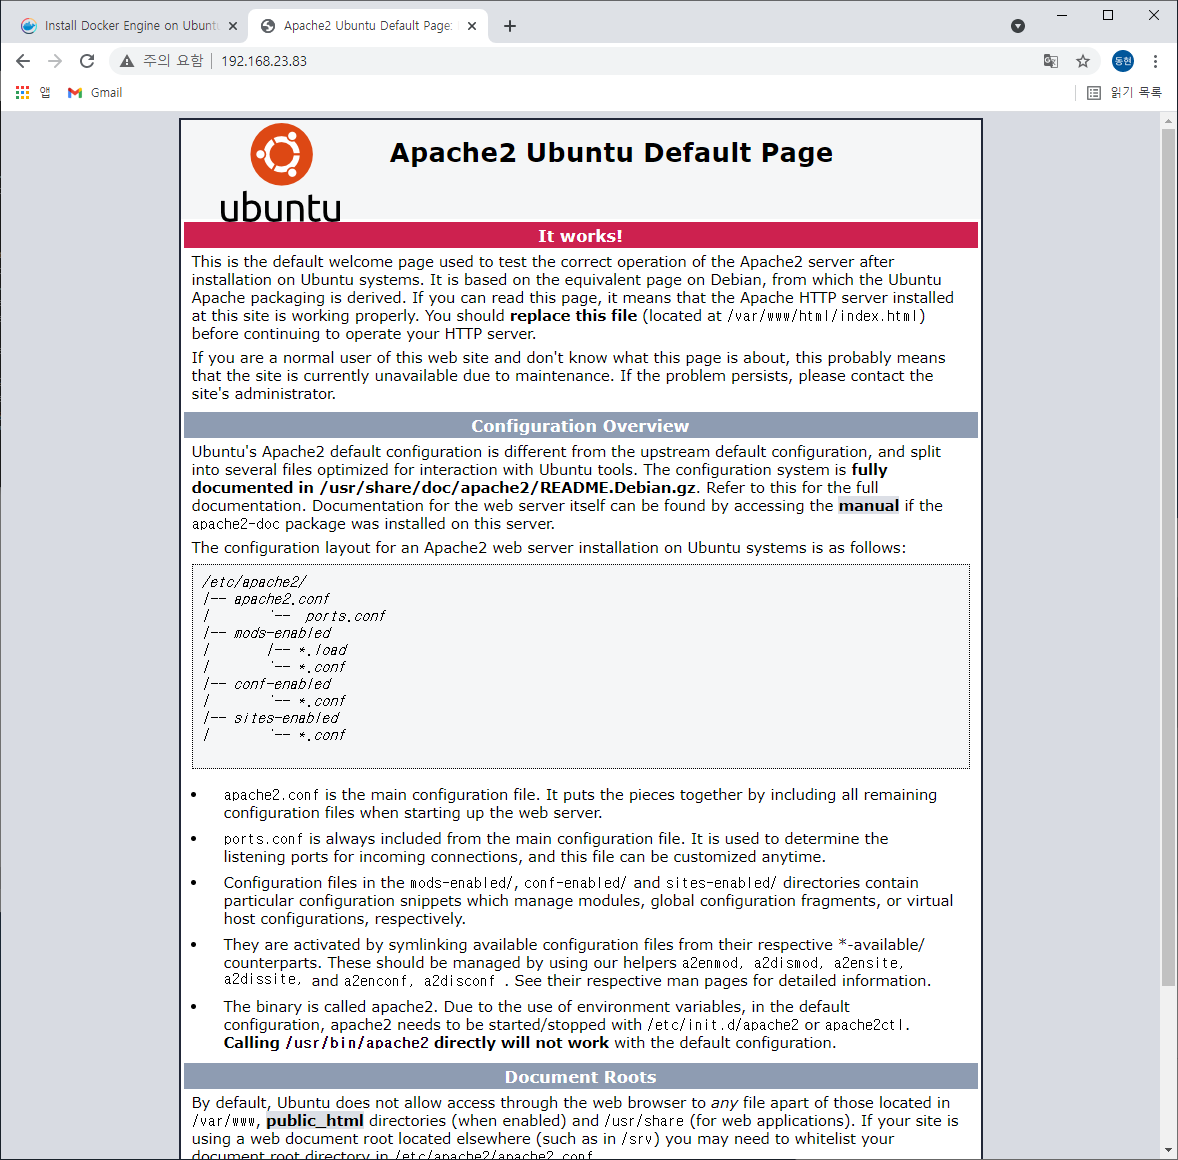 Install Docker Engine on Ubunt
Apache2 Ubuntu Default Page:
주의 요함
192.168.23.83
동현
앱
Gmail
읽기 목록
ubuntu
Apache2 Ubuntu Default Page
It works!
This is the default welcome page used to test the correct operation of the Apache2 server after
installation on Ubuntu systems. It is based on the equivalent page on Debian, from which the Ubuntu
Apache packaging is derived. If you can read this page, it means that the Apache HTTP server installed
at this site is working properly. You should replace this file (located at /var/www/html/index.html)
before continuing to operate your HTTP server.
If you are a normal user of this web site and don't know what this page is about, this probably means
that the site is currently unavailable due to maintenance. If the problem persists, please contact the
site's administrator.
Configuration Overview
Ubuntu's Apache2 default configuration is different from the upstream default configuration, and split
into several files optimized for interaction with Ubuntu tools. The configuration system is fully
documented in /usr/share/doc/apache2/README.Debian.gz. Refer to this for the full
documentation. Documentation for the web server itself can be found by accessing the manual if the
apache2-doc package was installed on this server.
The configuration layout for an Apache2 web server installation on Ubuntu systems is as follows:
/etc/apache2/
|-- apache2.conf
|       `--  ports.conf
|-- mods-enabled
|       |-- *.load
|       `-- *.conf
|-- conf-enabled
|       `-- *.conf
|-- sites-enabled
|       `-- *.conf
• apache2.conf is the main configuration file. It puts the pieces together by including all remaining
configuration files when starting up the web server.
• ports.conf is always included from the main configuration file. It is used to determine the
listening ports for incoming connections, and this file can be customized anytime.
• Configuration files in the mods-enabled/, conf-enabled/ and sites-enabled/ directories contain
particular configuration snippets which manage modules, global configuration fragments, or virtual
host configurations, respectively.
• They are activated by symlinking available configuration files from their respective *-available/
counterparts. These should be managed by using our helpers a2enmod, a2dismod, a2ensite,
a2dissite, and a2enconf, a2disconf . See their respective man pages for detailed information.
• The binary is called apache2. Due to the use of environment variables, in the default
configuration, apache2 needs to be started/stopped with /etc/init.d/apache2 or apache2ctl.
Calling /usr/bin/apache2 directly will not work with the default configuration.
Document Roots
By default, Ubuntu does not allow access through the web browser to any file apart of those located in
/var/www, public_html directories (when enabled) and /usr/share (for web applications). If your site is
using a web document root located elsewhere (such as in /srv) you may need to whitelist your
document root directory in /etc/apache2/apache2.conf.